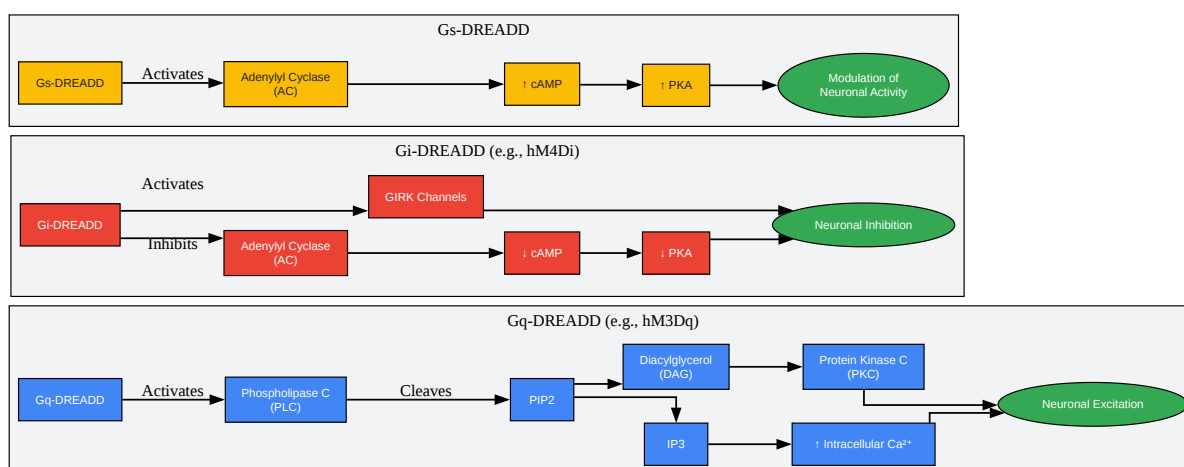 Gs-DREADD
Gs-DREADD
Activates
Adenylyl Cyclase
(AC)
↑ cAMP
↑ PKA
Modulation of
Neuronal Activity
Gi-DREADD (e.g., hM4Di)
Gi-DREADD
Activates
GIRK Channels
Inhibits
Adenylyl Cyclase
(AC)
↓ cAMP
↓ PKA
Neuronal Inhibition
Gq-DREADD (e.g., hM3Dq)
Gq-DREADD
Activates
Phospholipase C
(PLC)
Cleaves
PIP2
Diacylglycerol
(DAG)
Protein Kinase C
(PKC)
IP3
↑ Intracellular Ca²⁺
Neuronal Excitation